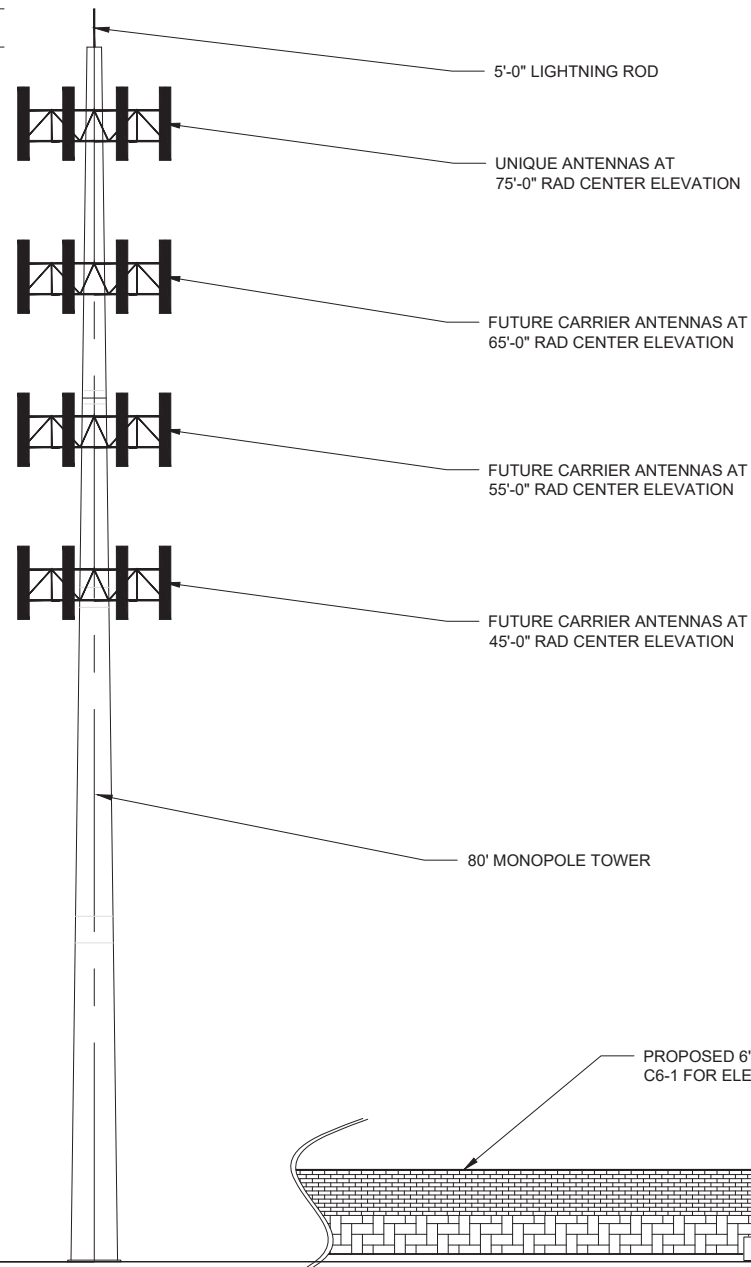 5'-0" LIGHTNING ROD
UNIQUE ANTENNAS AT
75'-0" RAD CENTER ELEVATION
FUTURE CARRIER ANTENNAS AT
65'-0" RAD CENTER ELEVATION
FUTURE CARRIER ANTENNAS AT
55'-0" RAD CENTER ELEVATION
FUTURE CARRIER ANTENNAS AT
45'-0" RAD CENTER ELEVATION
80' MONOPOLE TOWER
PROPOSED 6'
C6-1 FOR ELE